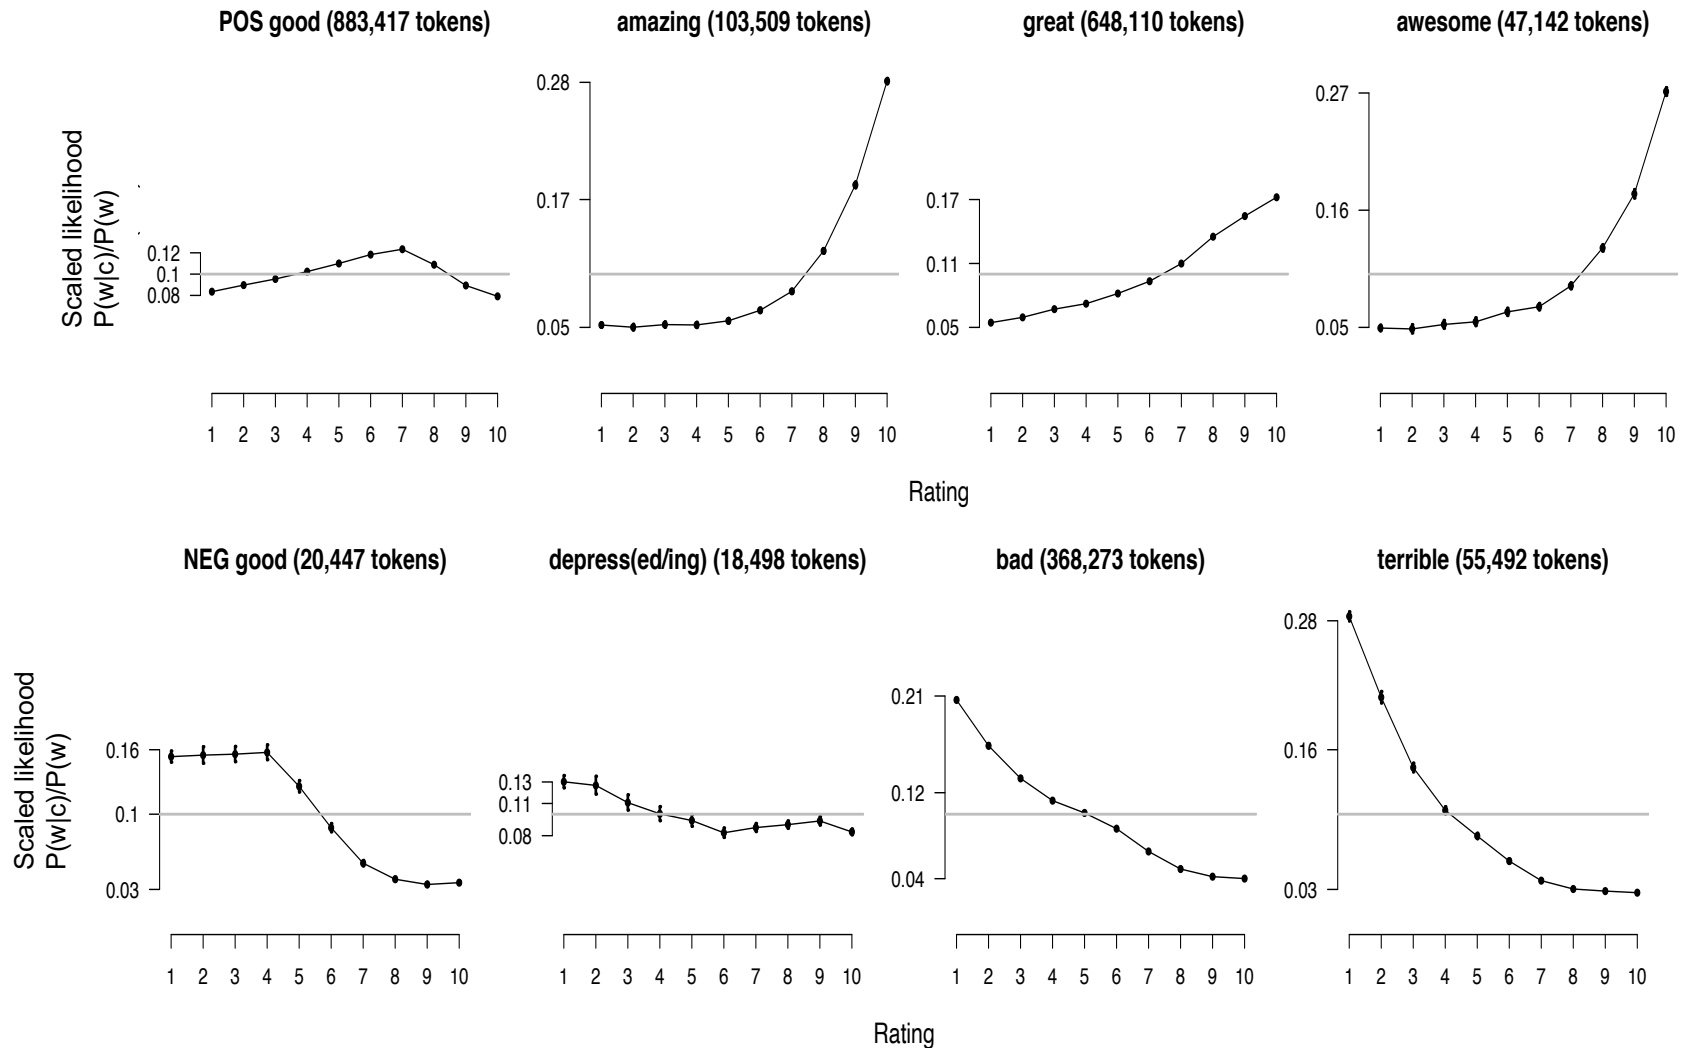 POS good (883,417 tokens) amazing (103,509 tokens) great (648,110 tokens) awesome (47,142 tokens)
Scaled likelihood
P(w|c)/P(w)
0.12
0.1
0.08
1 2 3 4 5 6 7 8 9 10
0.28
0.17
0.05
1 2 3 4 5 6 7 8 9 10
0.17
0.11
0.05
1 2 3 4 5 6 7 8 9 10
0.27
0.16
0.05
1 2 3 4 5 6 7 8 9 10
Rating
NEG good (20,447 tokens) depress(ed/ing) (18,498 tokens) bad (368,273 tokens) terrible (55,492 tokens)
Scaled likelihood
P(w|c)/P(w)
0.16
0.1
0.03
1 2 3 4 5 6 7 8 9 10
0.13
0.11
0.08
1 2 3 4 5 6 7 8 9 10
0.21
0.12
0.04
1 2 3 4 5 6 7 8 9 10
0.28
0.16
0.03
1 2 3 4 5 6 7 8 9 10
Rating